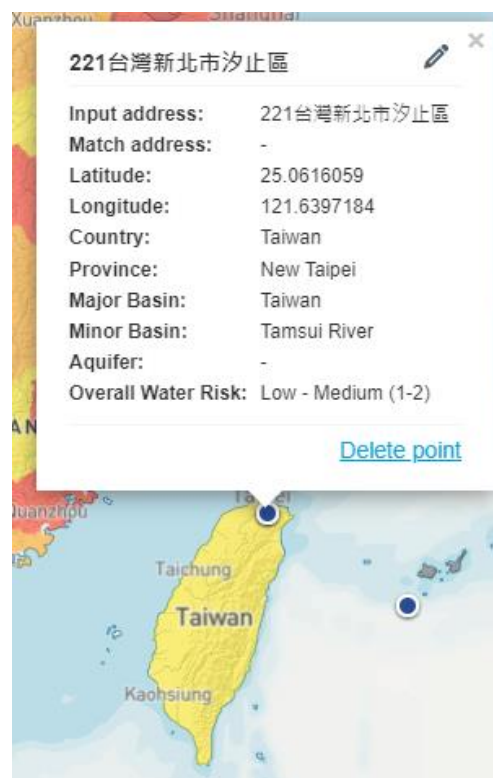 Shanghai
221台灣新北市汐止區
×
Input address: 221台灣新北市汐止區
Match address: -
Latitude: 25.0616059
Longitude: 121.6397184
Country: Taiwan
Province: New Taipei
Major Basin: Taiwan
Minor Basin: Tamsui River
Aquifer: -
Overall Water Risk: Low - Medium (1-2)
Delete point
Taichung
Taiwan
Kaohsiung